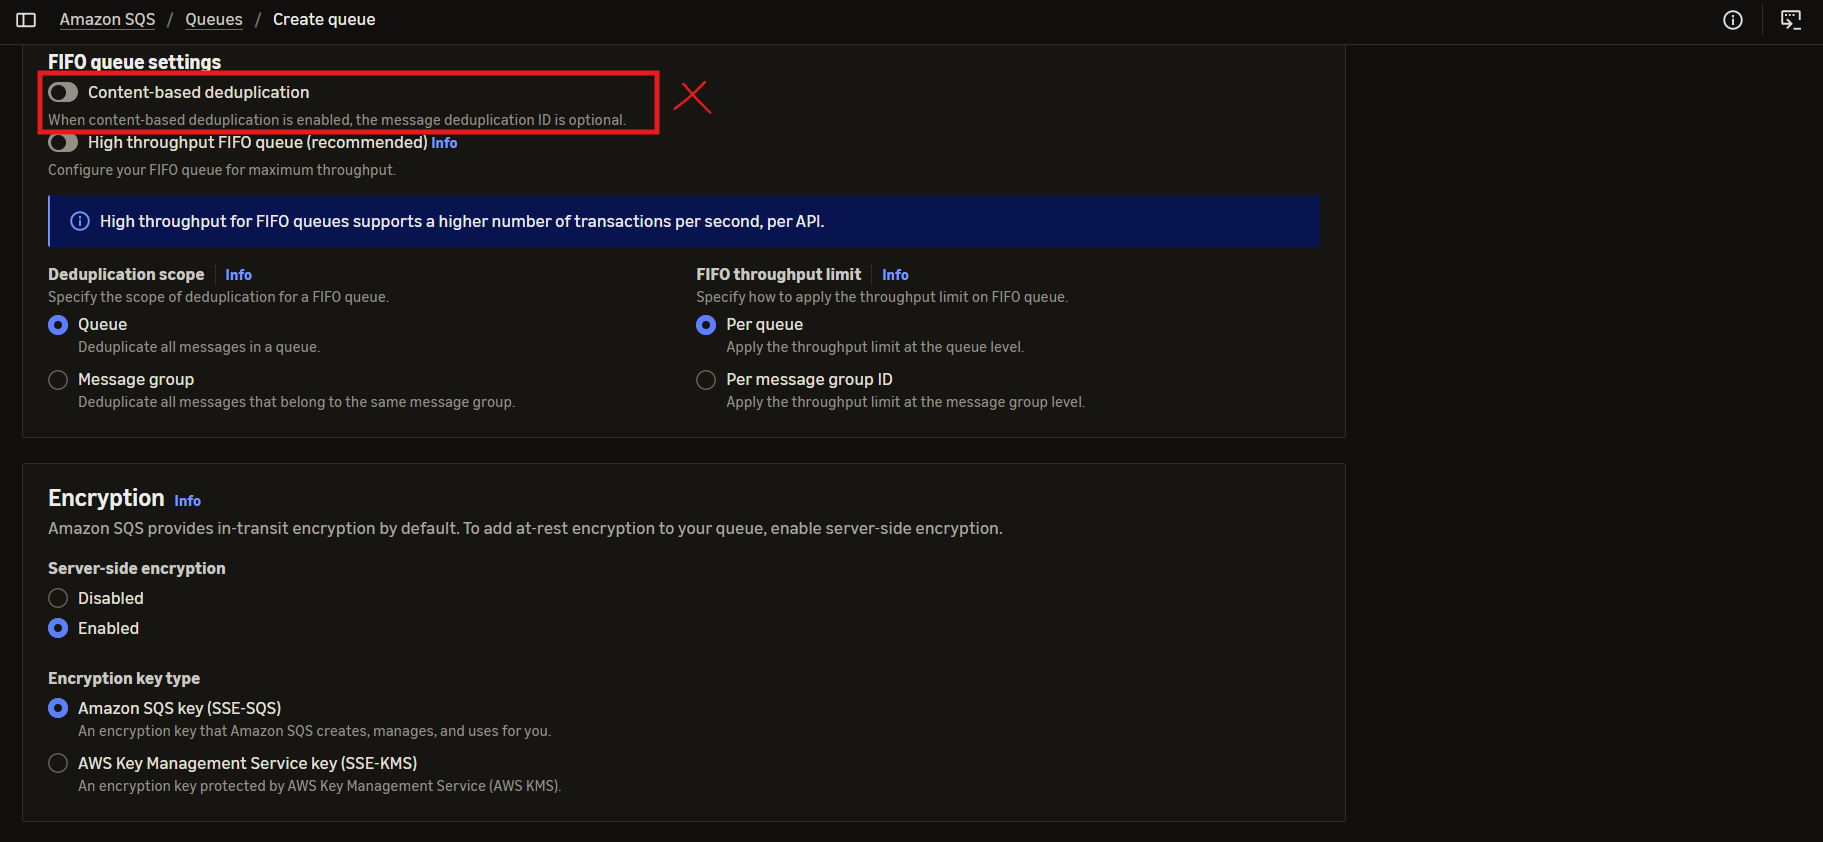 Amazon SQS / Queues / Create queue
FIFO queue settings
Content-based deduplication
When content-based deduplication is enabled, the message deduplication ID is optional.
High throughput FIFO queue (recommended) Info
Configure your FIFO queue for maximum throughput.
High throughput for FIFO queues supports a higher number of transactions per second, per API.
Deduplication scope Info
Specify the scope of deduplication for a FIFO queue.
Queue
Deduplicate all messages in a queue.
Message group
Deduplicate all messages that belong to the same message group.
FIFO throughput limit Info
Specify how to apply the throughput limit on FIFO queue.
Per queue
Apply the throughput limit at the queue level.
Per message group ID
Apply the throughput limit at the message group level.
Encryption Info
Amazon SQS provides in-transit encryption by default. To add at-rest encryption to your queue, enable server-side encryption.
Server-side encryption
Disabled
Enabled
Encryption key type
Amazon SQS key (SSE-SQS)
An encryption key that Amazon SQS creates, manages, and uses for you.
AWS Key Management Service key (SSE-KMS)
An encryption key protected by AWS Key Management Service (AWS KMS).